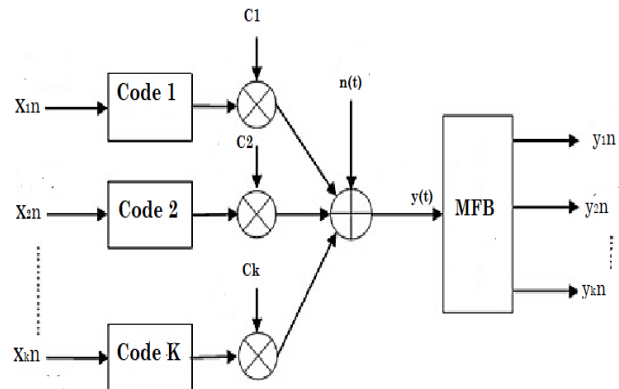 C1
n(t)
X1n
Code 1
y1n
C2
X2n
Code 2
y(t)
MFB
y2n
Ck
Xkn
Code K
ykn